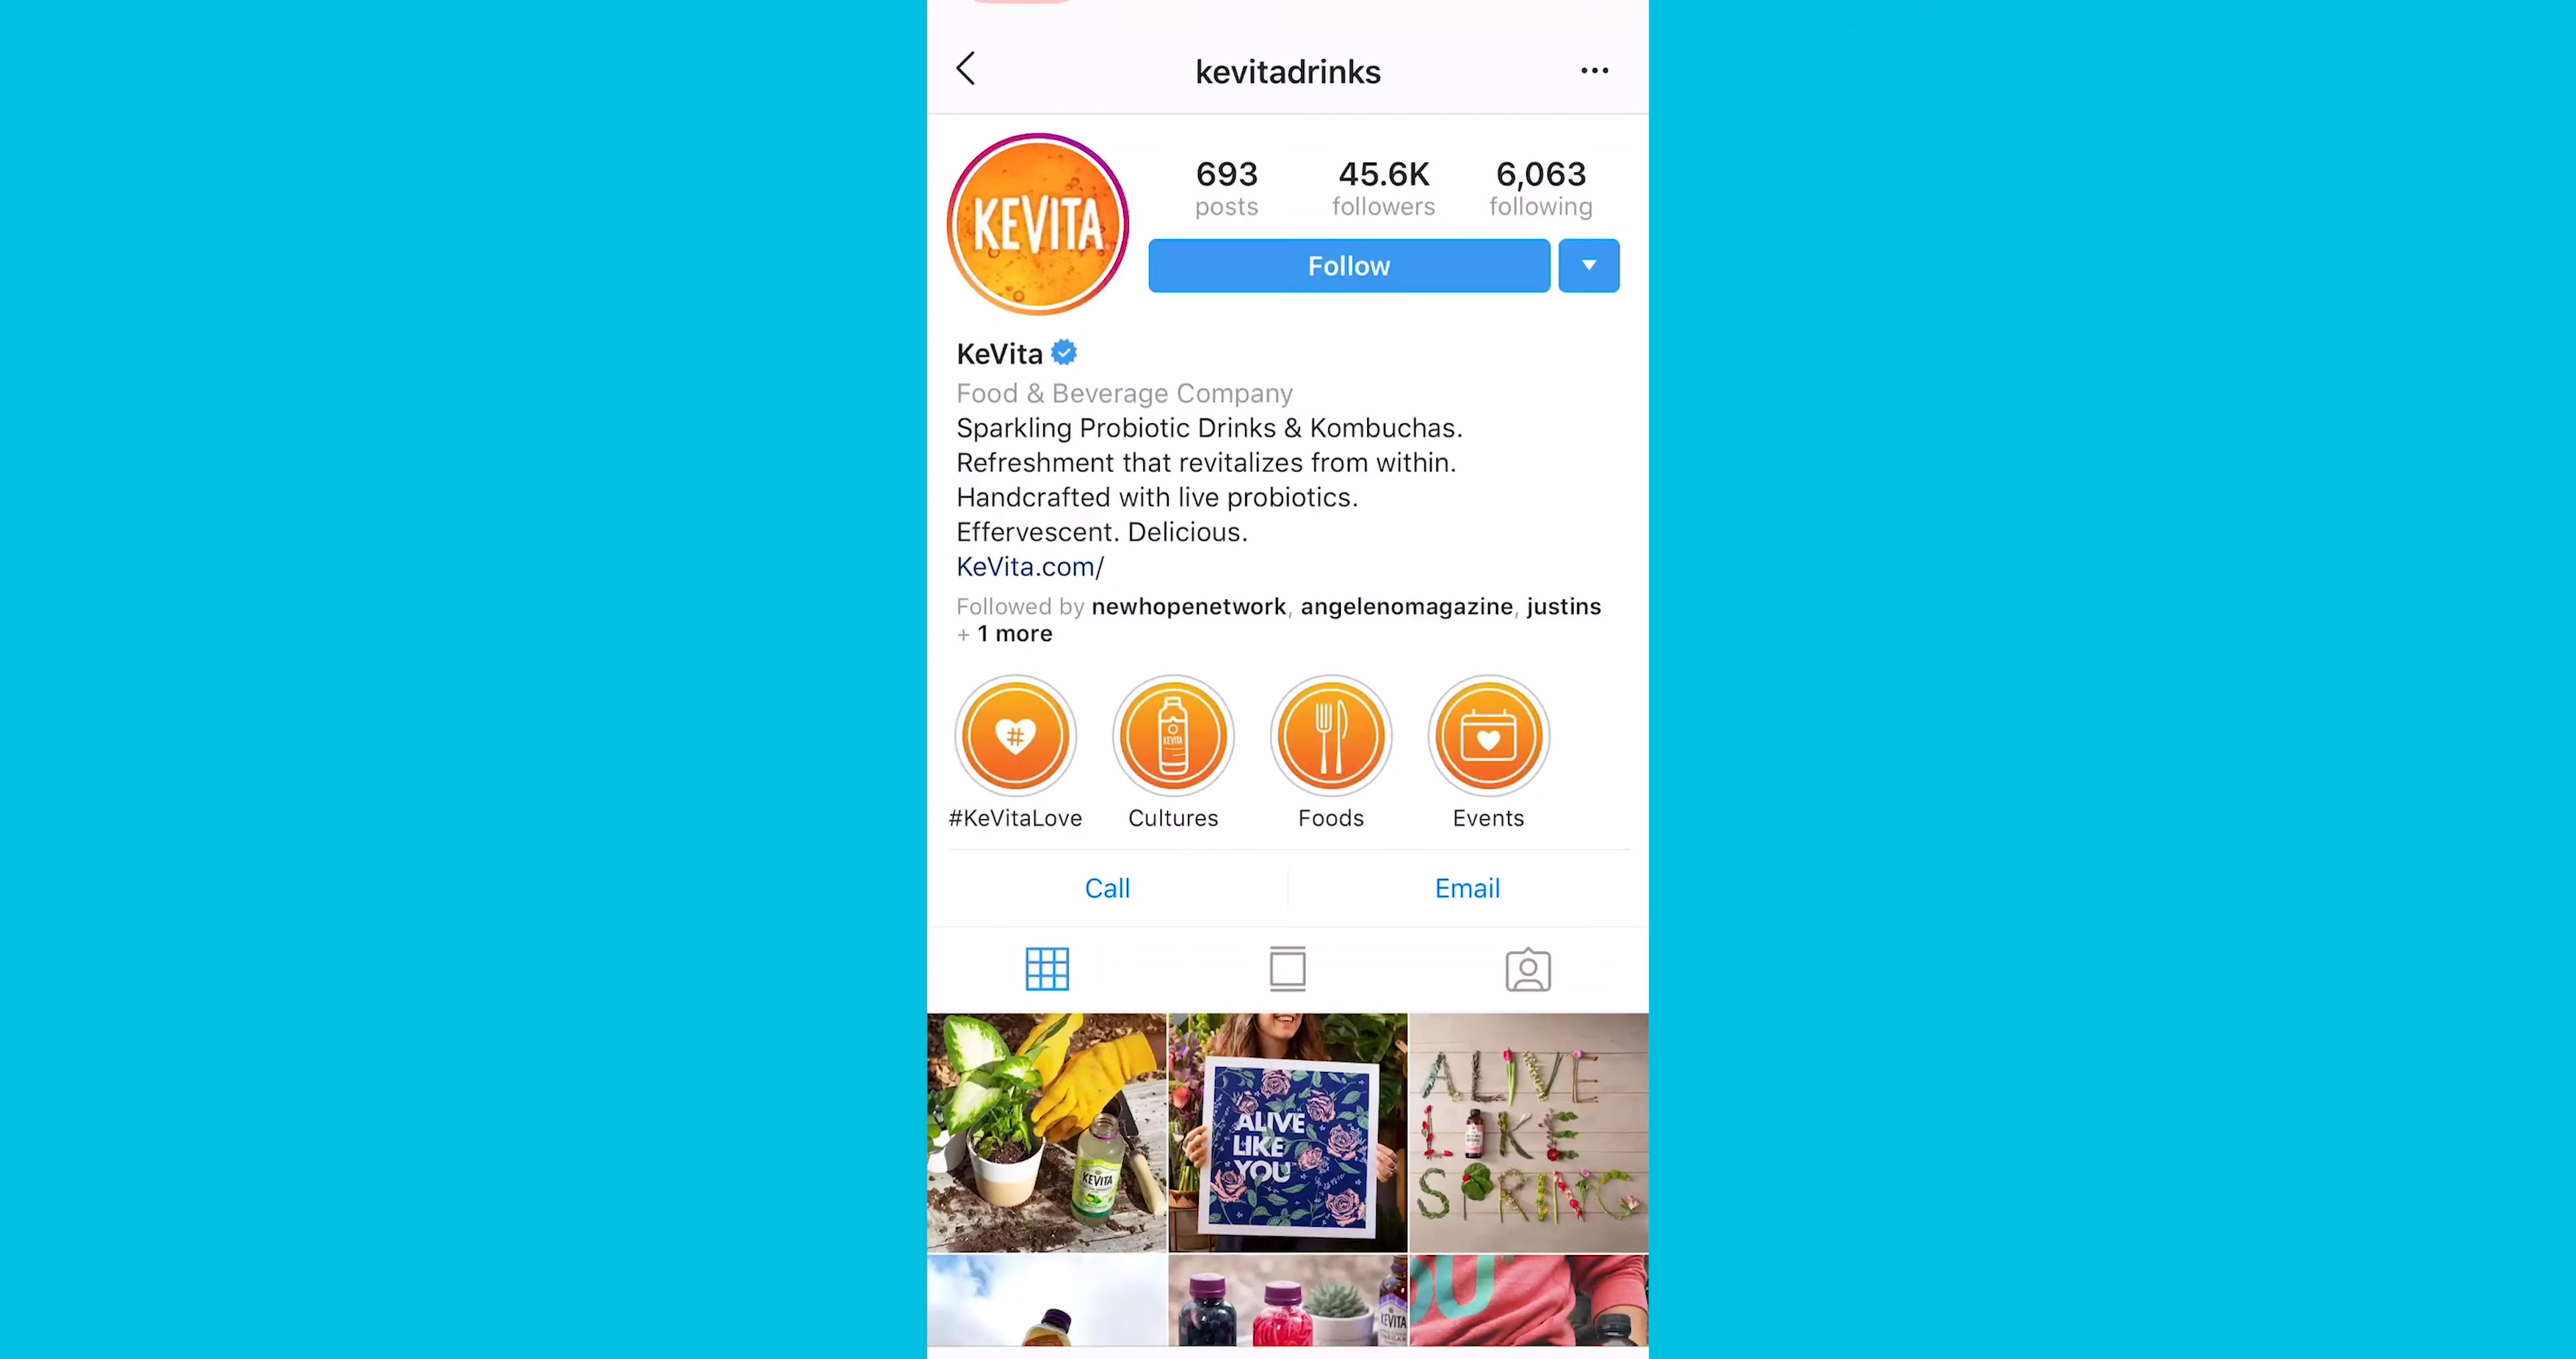 kevitadrinks
KEVITA
693
45.6K
6,063
posts
followers
following
Follow
KeVita
Food & Beverage Company
Sparkling Probiotic Drinks & Kombuchas.
Refreshment that revitalizes from within.
Handcrafted with live probiotics.
Effervescent. Delicious.
KeVita.com/
Followed by newhopenetwork, angelenomagazine, justins
+ 1 more
#
KEVITA
#KeVitaLove
Cultures
Foods
Events
Call
Email
KEVITA
ALIVE
LIKE
YOU
ALIVE
LIKE
SPRING
KEVITA